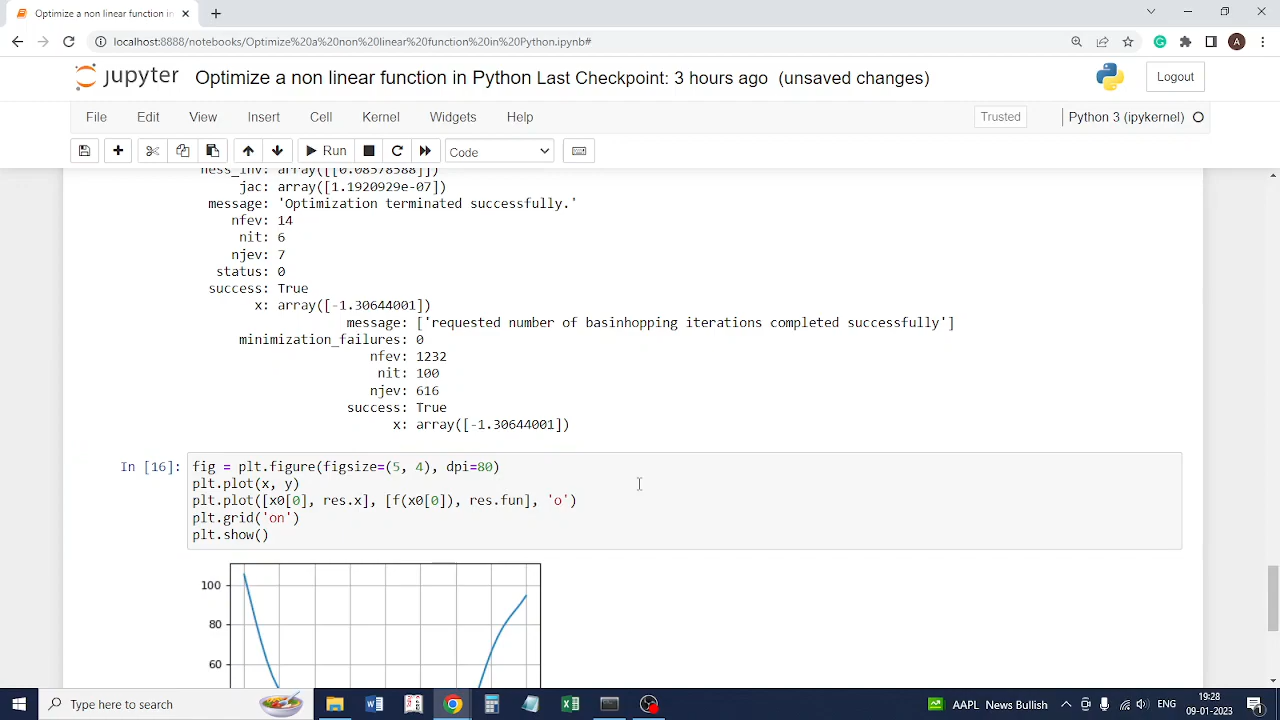 Optimize a non linear function in
localhost:8888/notebooks/Optimize%20a%20non%20linear%20function%20in%20Python.ipynb#
A
jupyter Optimize a non linear function in Python Last Checkpoint: 3 hours ago (unsaved changes) Logout
File Edit View Insert Cell Kernel Widgets Help Trusted Python 3 (ipykernel)
Run Code
hess_inv: array([[0.08578588]])
jac: array([1.1920929e-07])
message: 'Optimization terminated successfully.'
nfev: 14
nit: 6
njev: 7
status: 0
success: True
x: array([-1.30644001])
message: ['requested number of basinhopping iterations completed successfully']
minimization_failures: 0
nfev: 1232
nit: 100
njev: 616
success: True
x: array([-1.30644001])
In [16]: fig = plt.figure(figsize=(5, 4), dpi=80)
plt.plot(x, y)
plt.plot([x0[0], res.x], [f(x0[0]), res.fun], 'o')
plt.grid('on')
plt.show()
100
80
60
Type here to search
AAPL News Bullish
ENG
19:28
09-01-2023